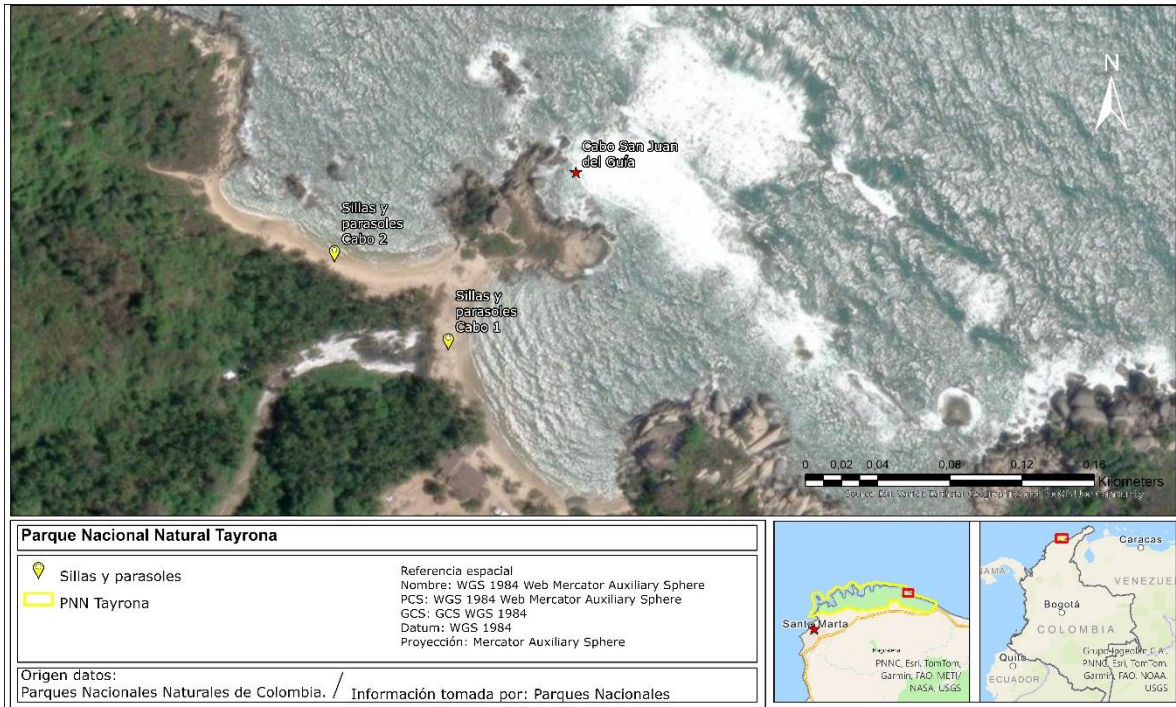 N
Cabo San Juan
del Guía
Sillas y
parasoles
Cabo 2
Sillas y
parasoles
Cabo 1
0 0,02 0,04 0,08 0,12 0,16
Kilometers
Parque Nacional Natural Tayrona
Sillas y parasoles
PNN Tayrona
Referencia espacial
Nombre: WGS 1984 Web Mercator Auxiliary Sphere
PCS: WGS 1984 Web Mercator Auxiliary Sphere
GCS: GCS WGS 1984
Datum: WGS 1984
Proyección: Mercator Auxiliary Sphere
Origen datos:
Parques Nacionales Naturales de Colombia. / Información tomada por: Parques Nacionales
Santa Marta
PNNC, Esri, TomTom,
Garmin, FAO, METI/
NASA, USGS
Caracas
VENEZUE
Bogotá
COLOMBIA
Quito
ECUADOR
Grupo Ingeolan C.A.,
PNNC, Esri, TomTom,
Garmin, FAO, NOAA,
USGS